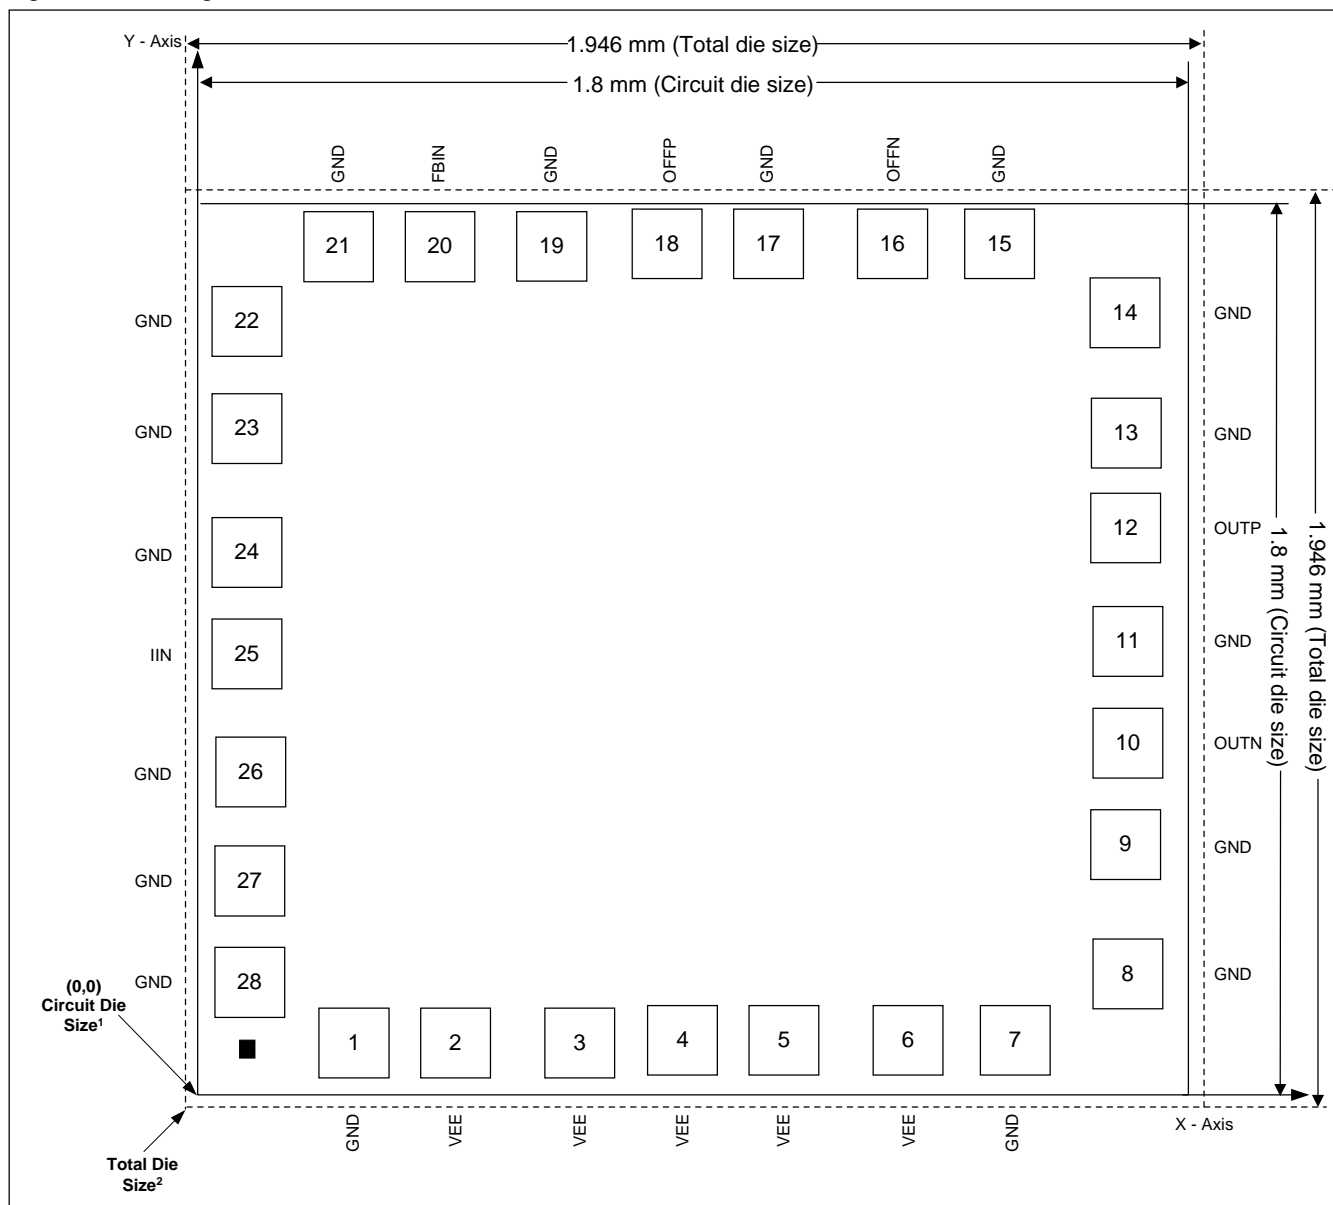 Y - Axis
1.946 mm (Total die size)
1.8 mm (Circuit die size)
GND
FBIN
GND
OFFP
GND
OFFN
GND
21
20
19
18
17
16
15
GND
22
14
GND
GND
23
13
GND
GND
24
12
OUTP
IIN
25
11
GND
GND
26
10
OUTN
GND
27
9
GND
GND
28
8
GND
1.8 mm (Circuit die size)
1.946 mm (Total die size)
(0,0)
Circuit Die
Size¹
1
2
3
4
5
6
7
GND
VEE
VEE
VEE
VEE
VEE
GND
X - Axis
Total Die
Size²